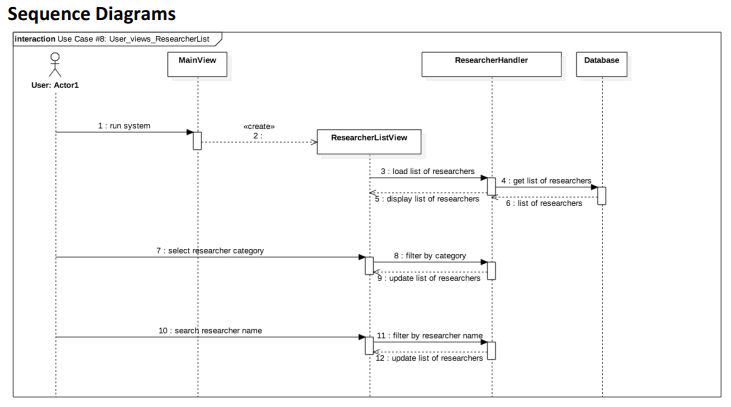 Sequence Diagrams
interaction Use Case #8: User_views_ResearcherList
MainView
ResearcherHandler
Database
User: Actor1
1 : run system
«create»
2 :
ResearcherListView
3 : load list of researchers
4 : get list of researchers
5 : display list of researchers
6 : list of researchers
7 : select researcher category
8 : filter by category
9 : update list of researchers
10 : search researcher name
11 : filter by researcher name
12 : update list of researchers